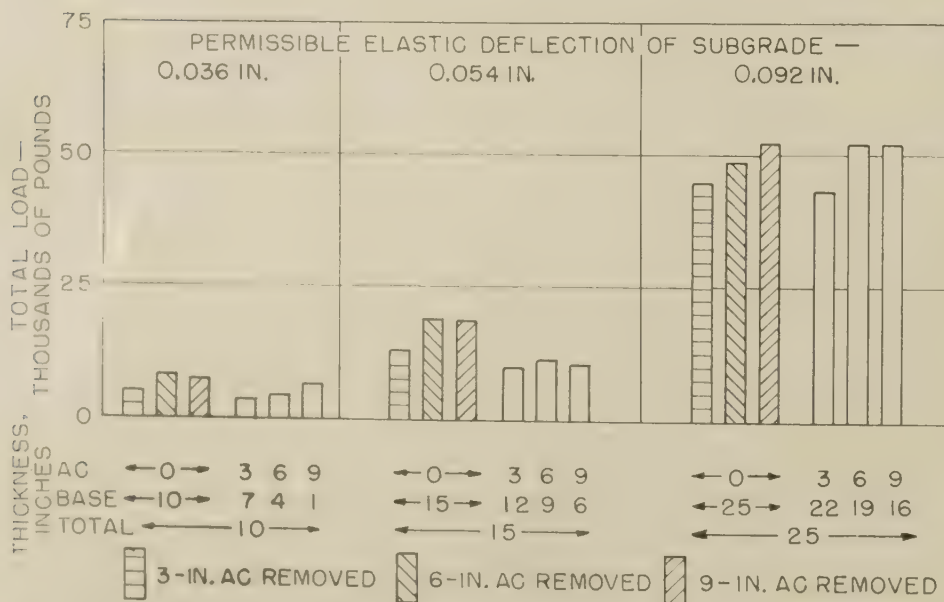 75
PERMISSIBLE ELASTIC DEFLECTION OF SUBGRADE —
0.036 IN.
0.054 IN.
0.092 IN.
50
25
0
TOTAL LOAD —
THOUSANDS OF POUNDS
THICKNESS,
INCHES
AC 0 3 6 9 0 3 6 9 0 3 6 9
BASE 10 7 4 1 15 12 9 6 25 22 19 16
TOTAL 10 15 25
3-IN. AC REMOVED 6-IN. AC REMOVED 9-IN. AC REMOVED